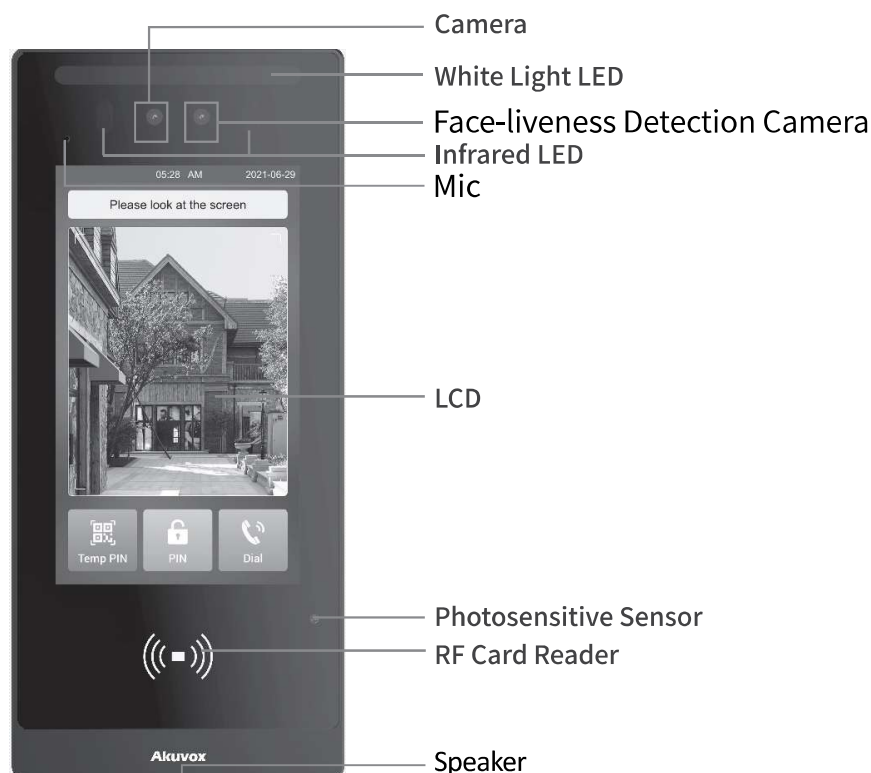 Camera
White Light LED
Face-liveness Detection Camera
Infrared LED
Mic
05:28 AM 2021-06-29
Please look at the screen
LCD
Temp PIN PIN Dial
Photosensitive Sensor
RF Card Reader
Akuvox
Speaker